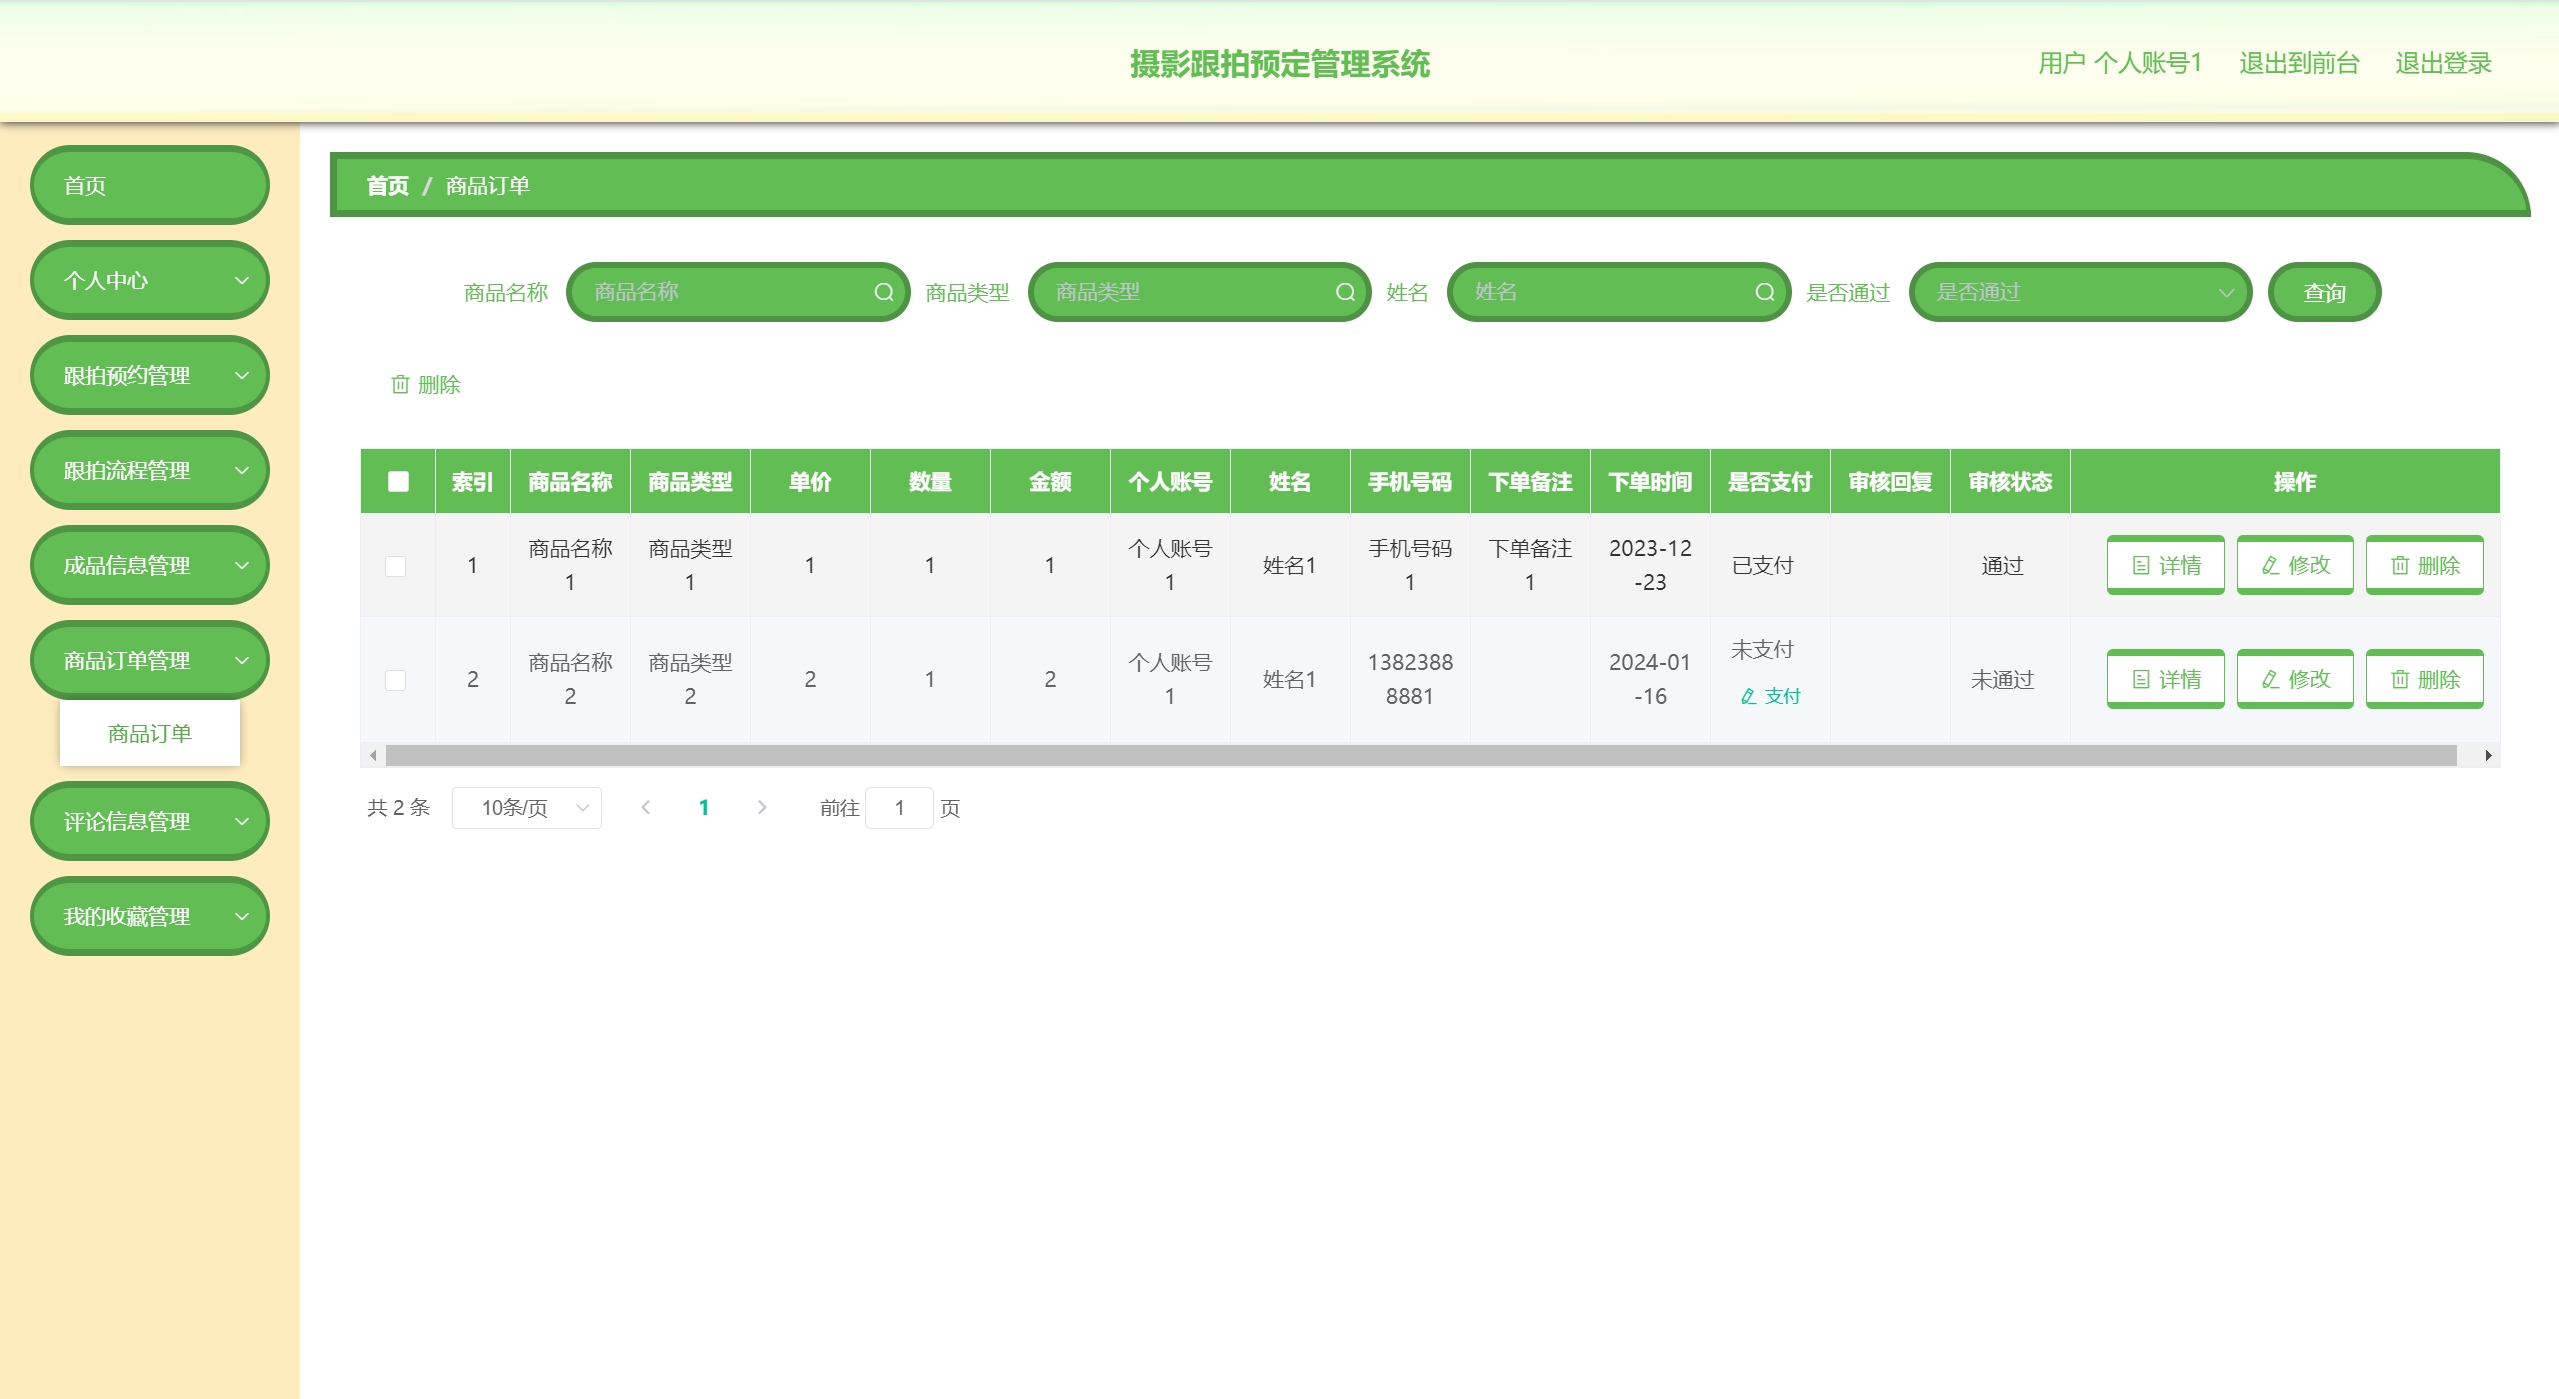 摄影跟拍预定管理系统
用户 个人账号1 退出到前台 退出登录
首页
个人中心
跟拍预约管理
跟拍流程管理
成品信息管理
商品订单管理
商品订单
评论信息管理
我的收藏管理
首页 / 商品订单
商品名称 商品名称 商品类型 商品类型 姓名 姓名 是否通过 是否通过 查询
删除
索引 商品名称 商品类型 单价 数量 金额 个人账号 姓名 手机号码 下单备注 下单时间 是否支付 审核回复 审核状态 操作
1 商品名称1 商品类型1 1 1 1 个人账号1 姓名1 手机号码1 下单备注1 2023-12-23 已支付 通过 详情 修改 删除
2 商品名称2 商品类型2 2 1 2 个人账号1 姓名1 13823888881 2024-01-16 未支付 支付 未通过 详情 修改 删除
共 2 条 10条/页 1 前往 1 页